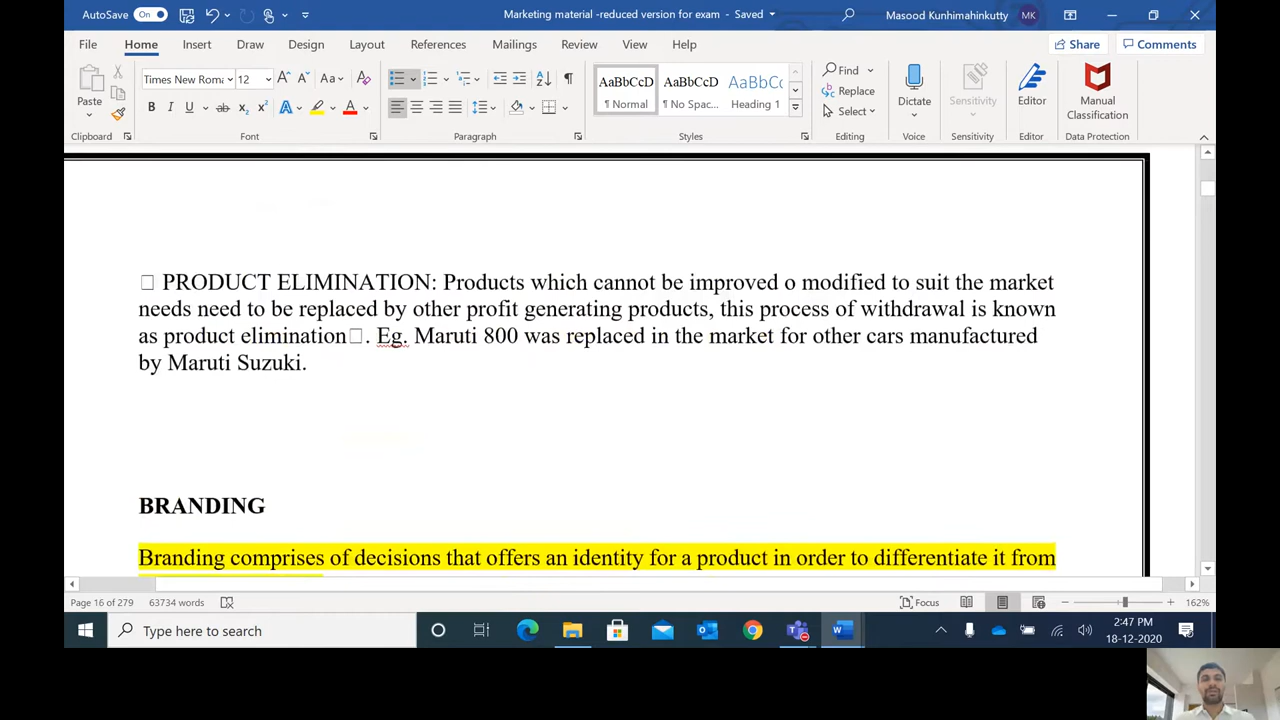 AutoSave On Marketing material -reduced version for exam - Saved Masood Kunhimahinkutty MK
File Home Insert Draw Design Layout References Mailings Review View Help Share Comments
Paste Times New Roma 12 Aa AaBbCcD AaBbCcD AaBbCc Find Replace Select Dictate Sensitivity Editor Manual Classification
¶ Normal ¶ No Spac... Heading 1
Clipboard Font Paragraph Styles Editing Voice Sensitivity Editor Data Protection
PRODUCT ELIMINATION: Products which cannot be improved o modified to suit the market
needs need to be replaced by other profit generating products, this process of withdrawal is known
as product elimination. Eg. Maruti 800 was replaced in the market for other cars manufactured
by Maruti Suzuki.
BRANDING
Branding comprises of decisions that offers an identity for a product in order to differentiate it from
Page 16 of 279 63734 words Focus 162%
Type here to search 2:47 PM
18-12-2020